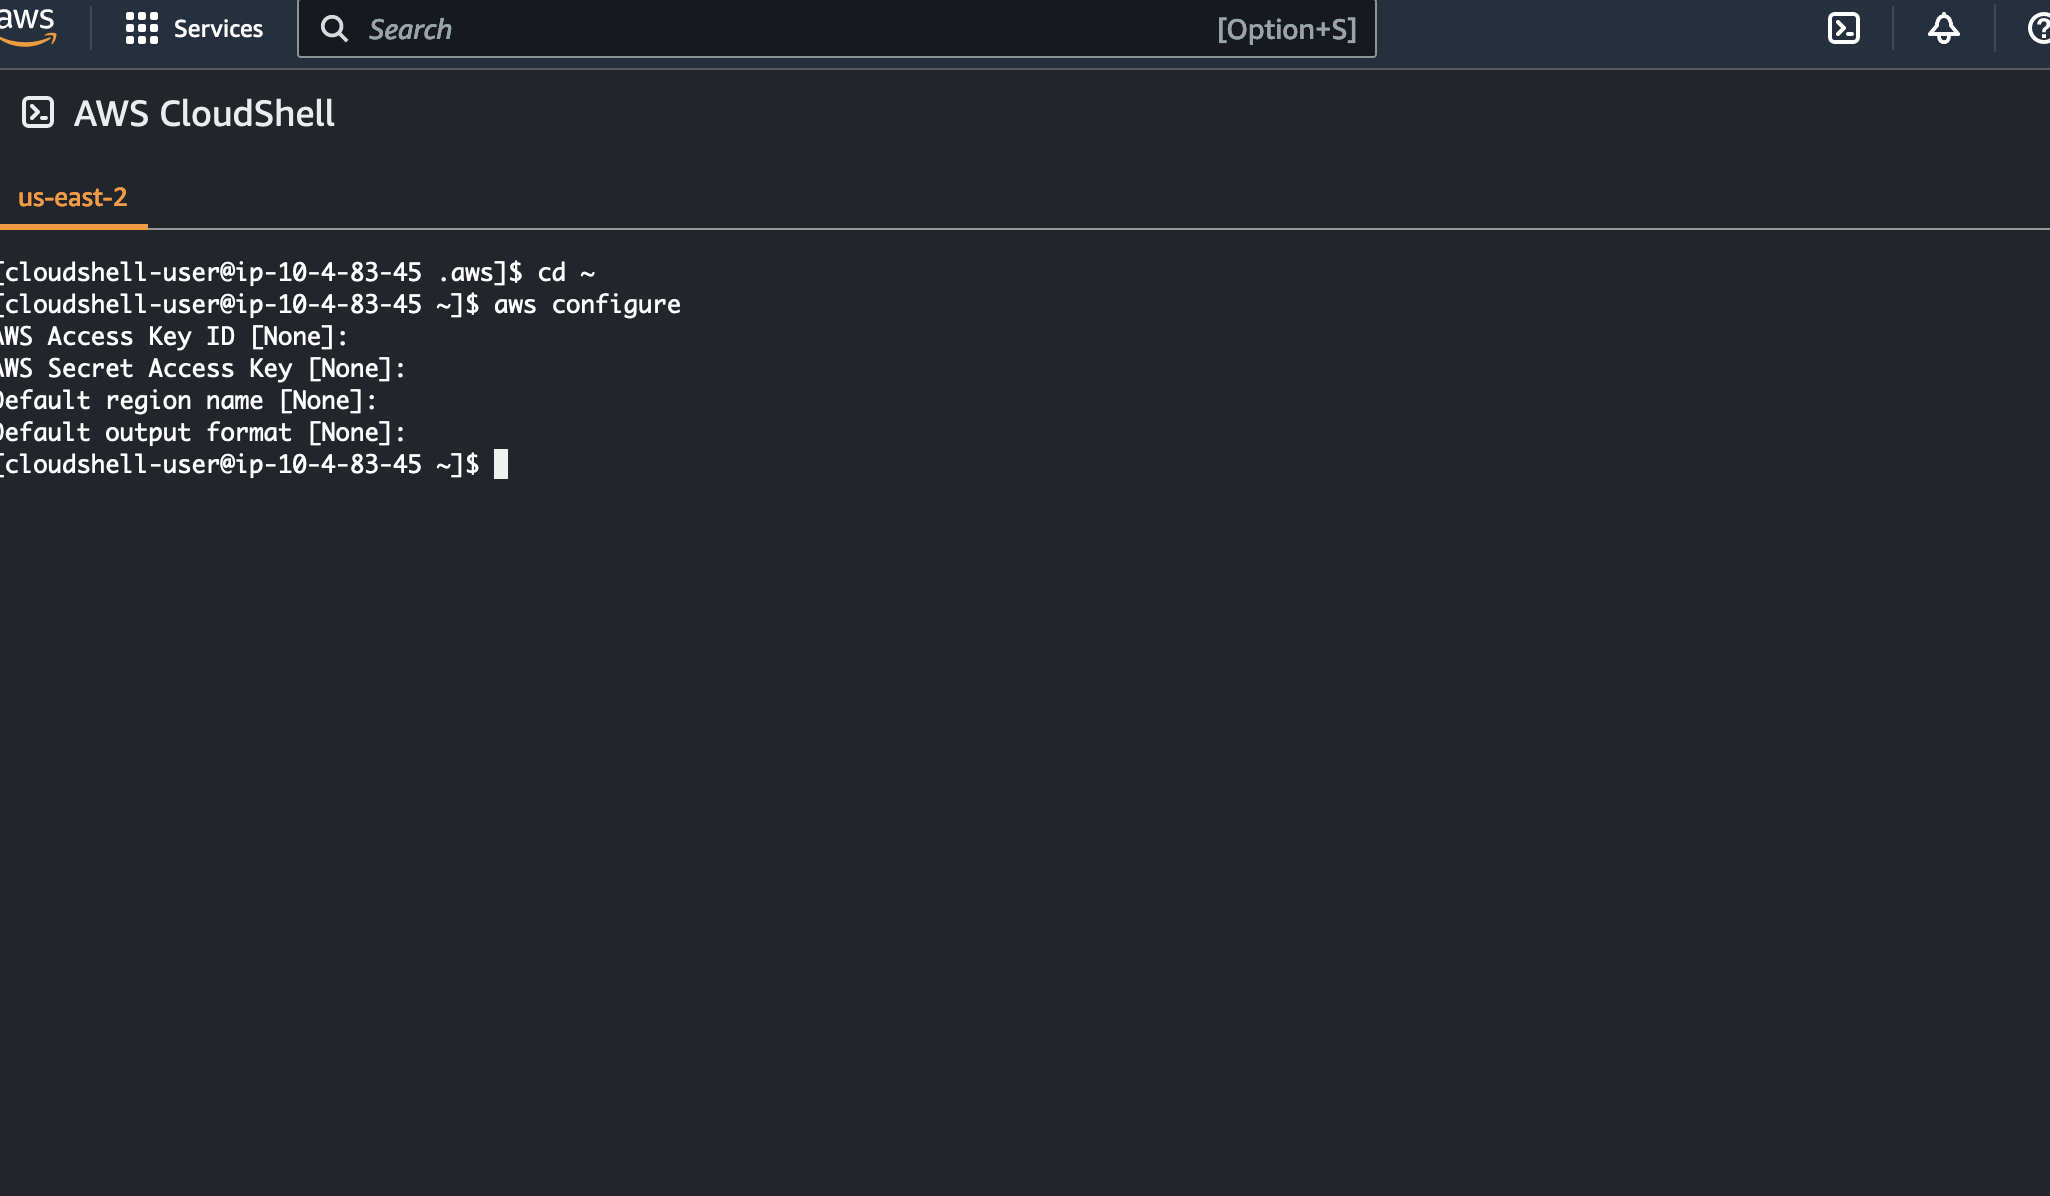 aws
Services
Search
[Option+S]
AWS CloudShell
us-east-2
[cloudshell-user@ip-10-4-83-45 .aws]$ cd ~
[cloudshell-user@ip-10-4-83-45 ~]$ aws configure
AWS Access Key ID [None]:
AWS Secret Access Key [None]:
Default region name [None]:
Default output format [None]:
[cloudshell-user@ip-10-4-83-45 ~]$